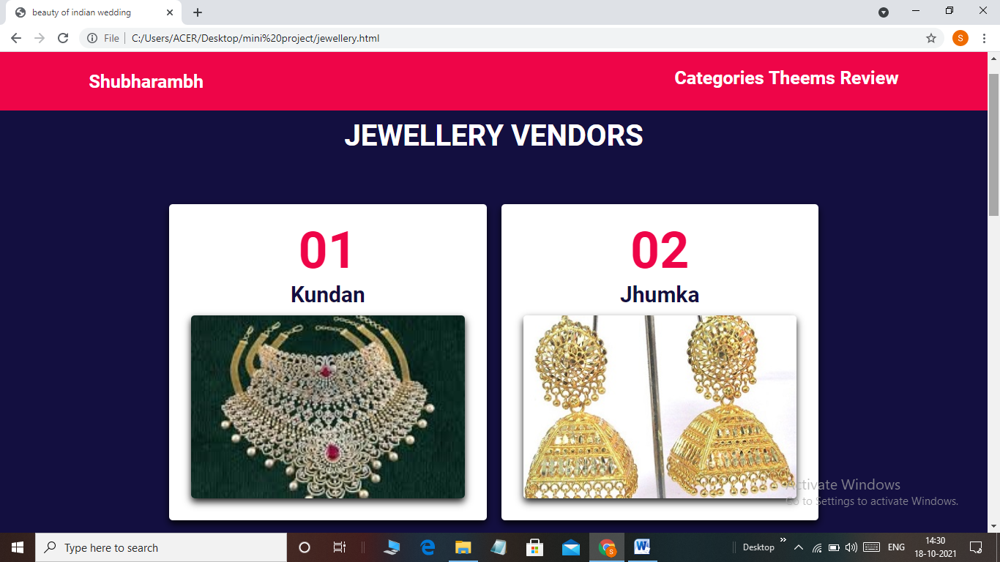 beauty of indian wedding
File | C:/Users/ACER/Desktop/mini%20project/jewellery.html
S
Shubharambh
Categories Theems Review
JEWELLERY VENDORS
01
02
Kundan
Jhumka
Activate Windows
Go to Settings to activate Windows.
Type here to search
S
W
Desktop
ENG
14:30
18-10-2021